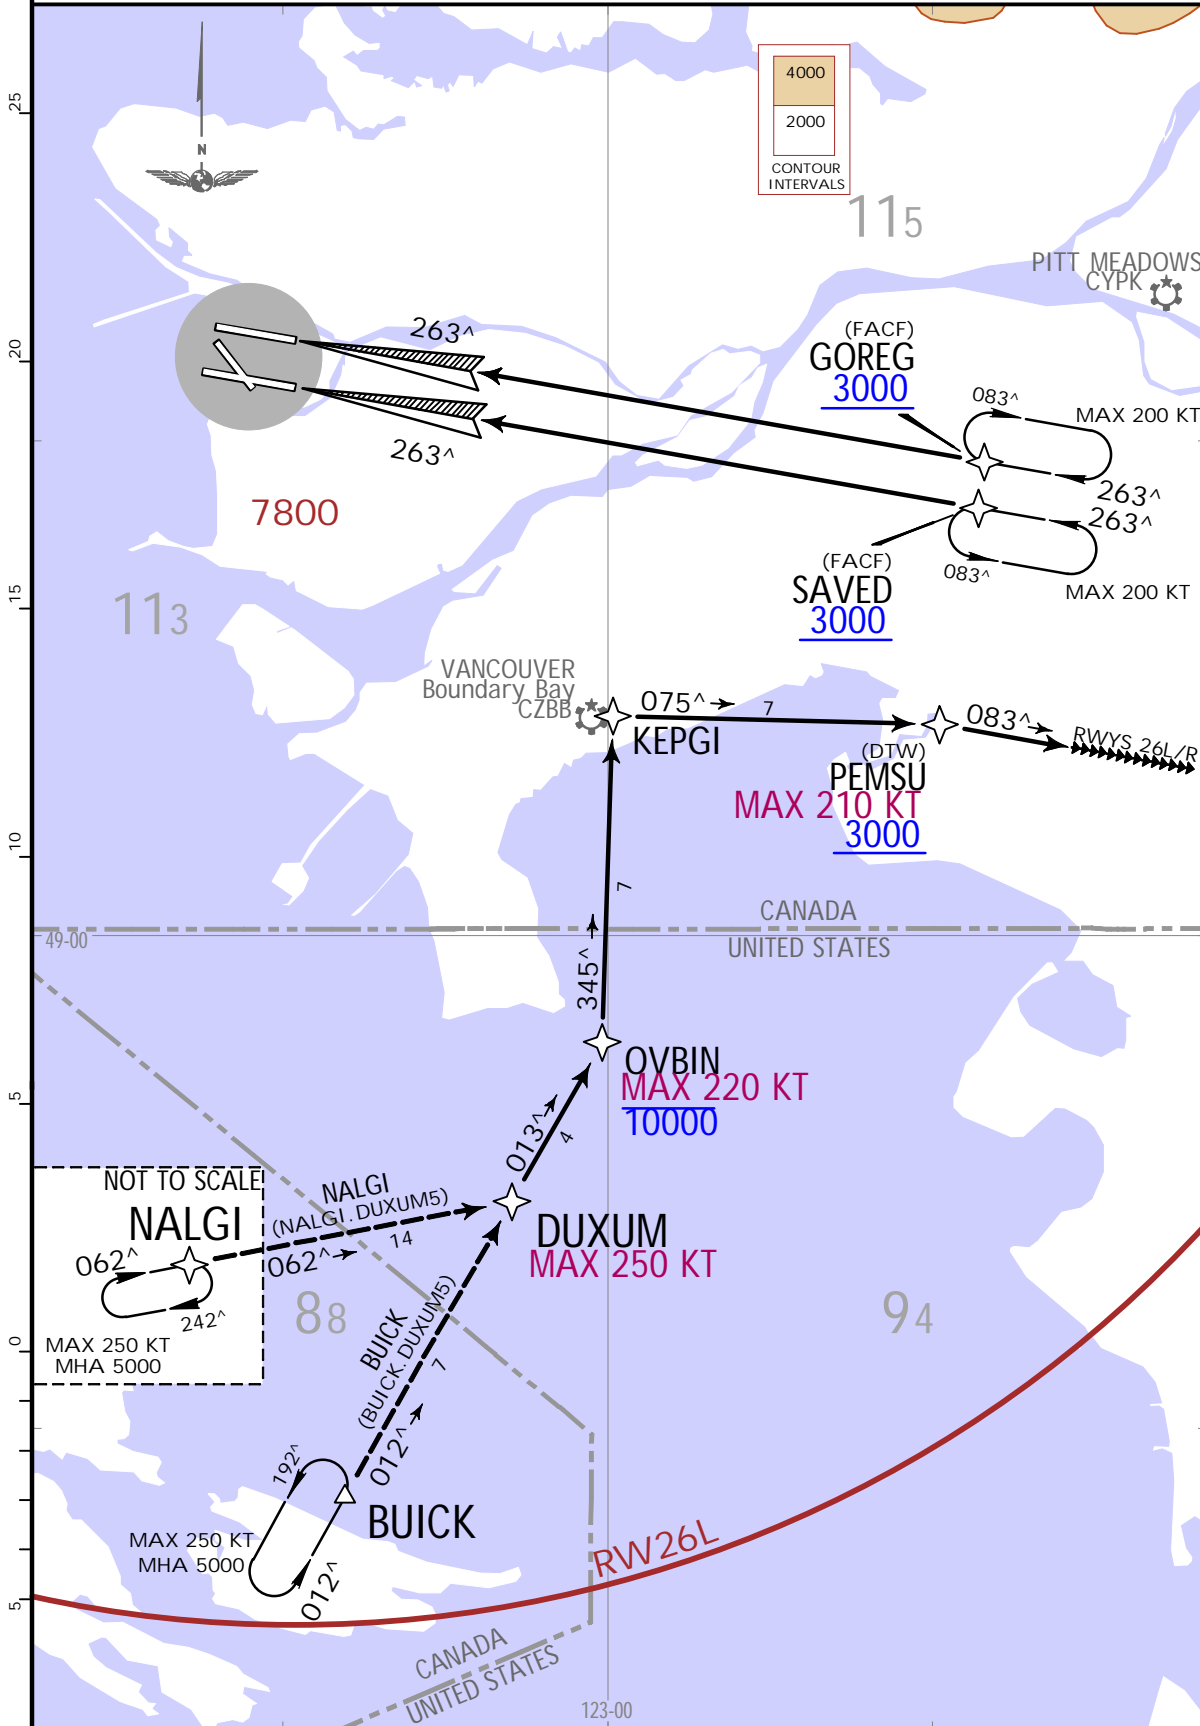 25
4000
2000
CONTOUR
INTERVALS
N
115
PITT MEADOWS
CYPK
20
263^
(FACF)
GOREG
3000
083^
MAX 200 KT
263^
263^
263^
7800
(FACF)
SAVED
3000
083^
MAX 200 KT
15
113
VANCOUVER
Boundary Bay
CZBB
075^
7
KEPGI
083^
RWYS 26L/R
(DTW)
PEMSU
MAX 210 KT
3000
10
7
CANADA
UNITED STATES
49-00
345^
OVBIN
MAX 220 KT
10000
5
013^
4
NOT TO SCALE
NALGI
NALGI
(NALGI.DUXUM5)
14
062^
062^
242^
MAX 250 KT
MHA 5000
DUXUM
MAX 250 KT
88
94
0
BUICK
(BUICK.DUXUM5)
7
012^
192^
BUICK
MAX 250 KT
MHA 5000
012^
RW26L
5
CANADA
UNITED STATES
123-00